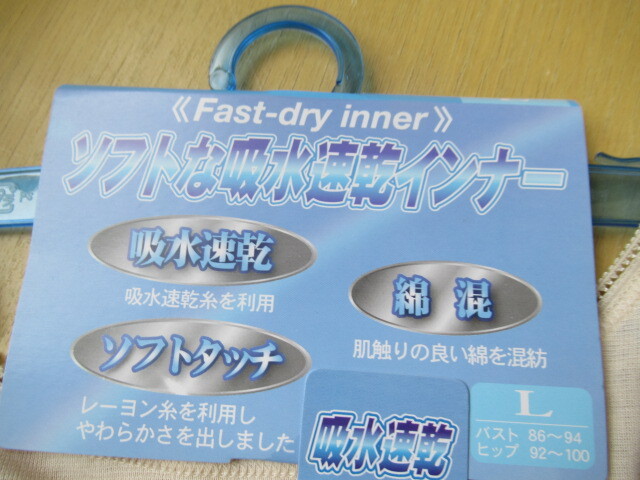 《Fast-dry inner》
ソフトな吸水速乾インナー
吸水速乾
吸水速乾糸を利用
綿混
肌触りの良い綿を混紡
ソフトタッチ
レーヨン糸を利用し
やわらかさを出しました
吸水速乾
L
バスト 86～94
ヒップ 92～100